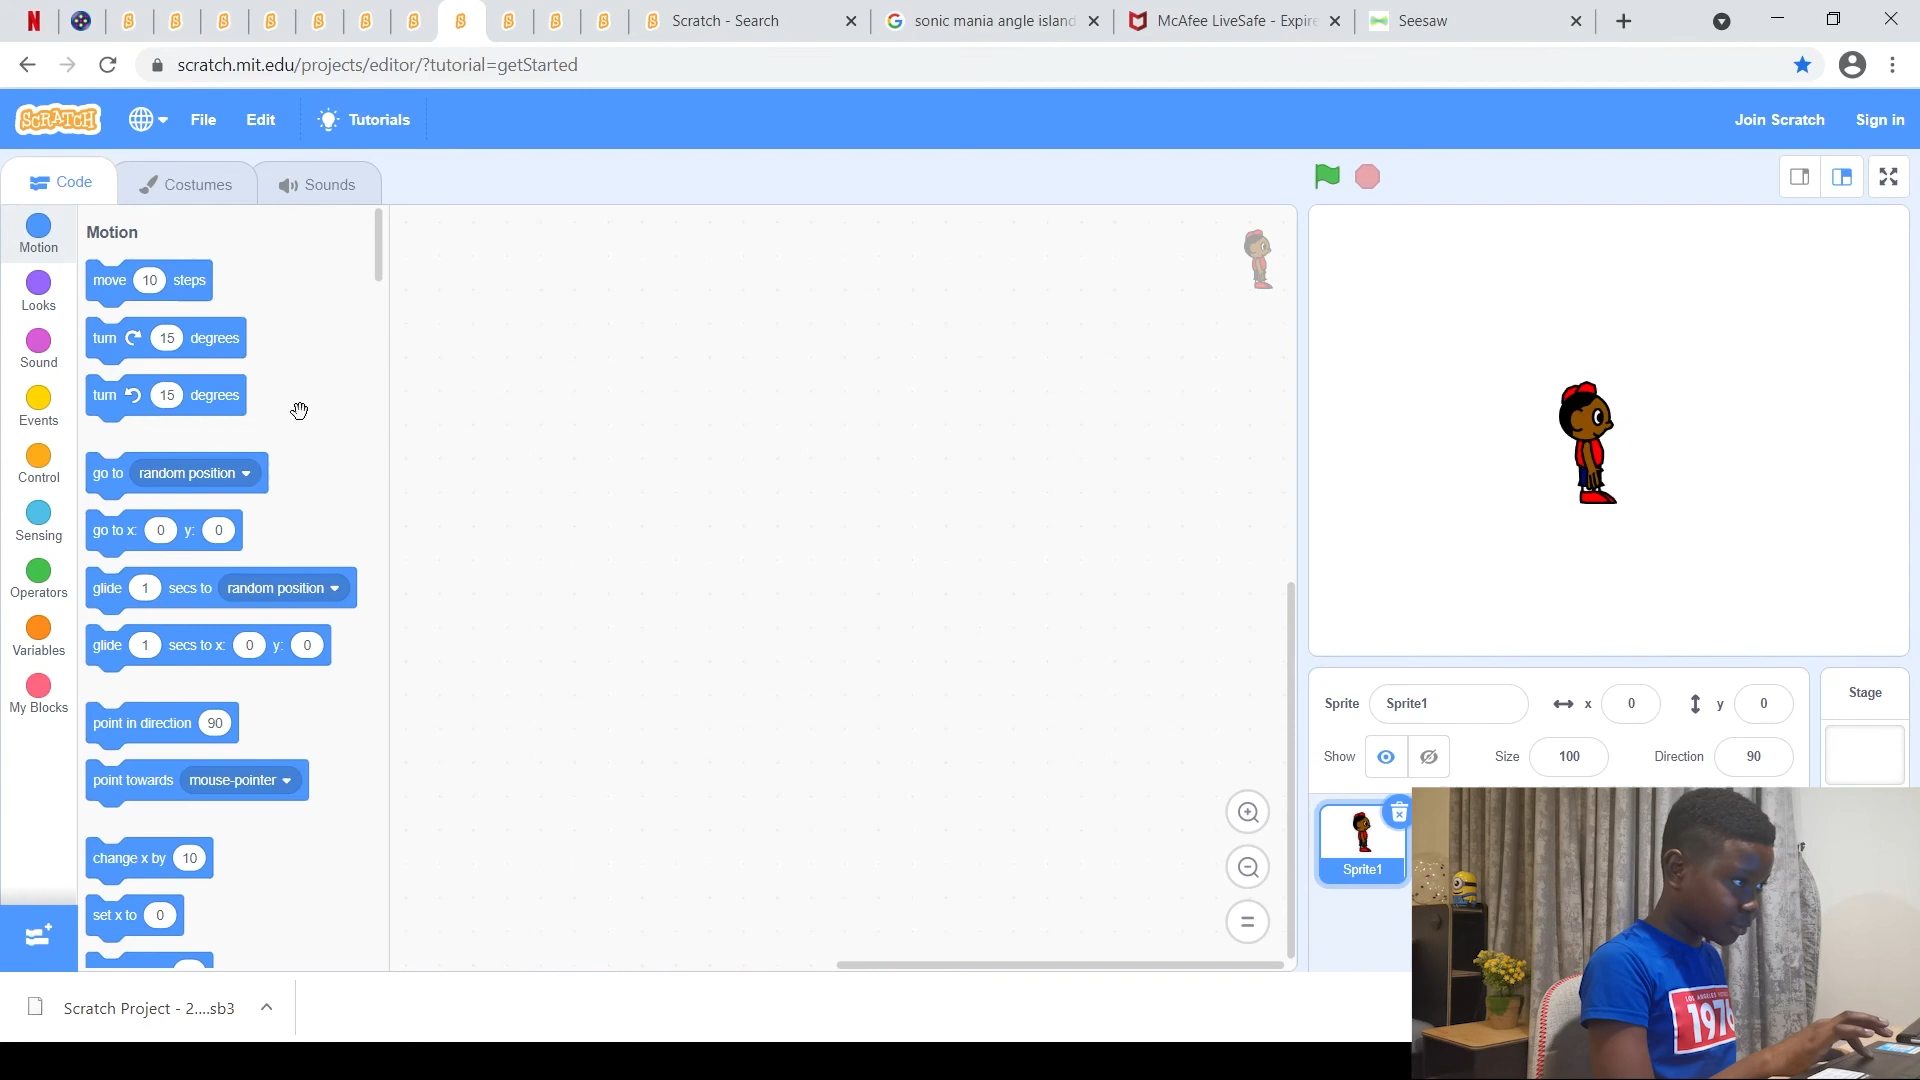 Scratch - Search
sonic mania angle island
McAfee LiveSafe - Expire
Seesaw
scratch.mit.edu/projects/editor/?tutorial=getStarted
SCRATCH
File
Edit
Tutorials
Join Scratch
Sign in
Code
Costumes
Sounds
Motion
Looks
Sound
Events
Control
Sensing
Operators
Variables
My Blocks
Motion
move 10 steps
turn 15 degrees
turn 15 degrees
go to random position
go to x: 0 y: 0
glide 1 secs to random position
glide 1 secs to x: 0 y: 0
point in direction 90
point towards mouse-pointer
change x by 10
set x to 0
Sprite Sprite1 x 0 y 0
Show Size 100 Direction 90
Stage
Sprite1
Scratch Project - 2....sb3
LOS ANGELES
1976